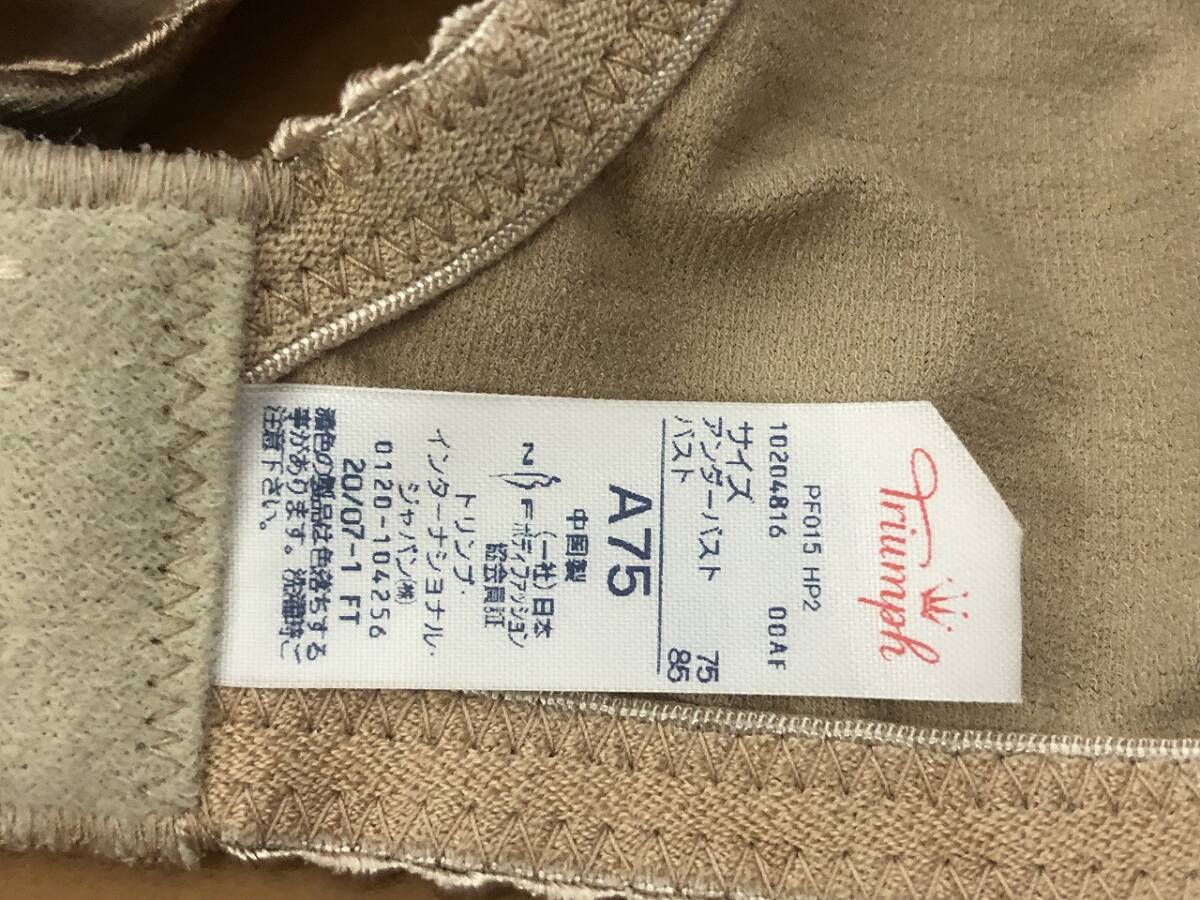 Triumph
PF015 HP2
10204816 00AF
サイズ
アンダーバスト 75
バスト 85
A75
中国製
(一社)日本
ボディファッション
協会会員証
トリンプ・
インターナショナル・
ジャパン㈱
0120-104256
20/07-1 FT
濃色の製品は色落ちする
事があります。洗濯時ご
注意下さい。